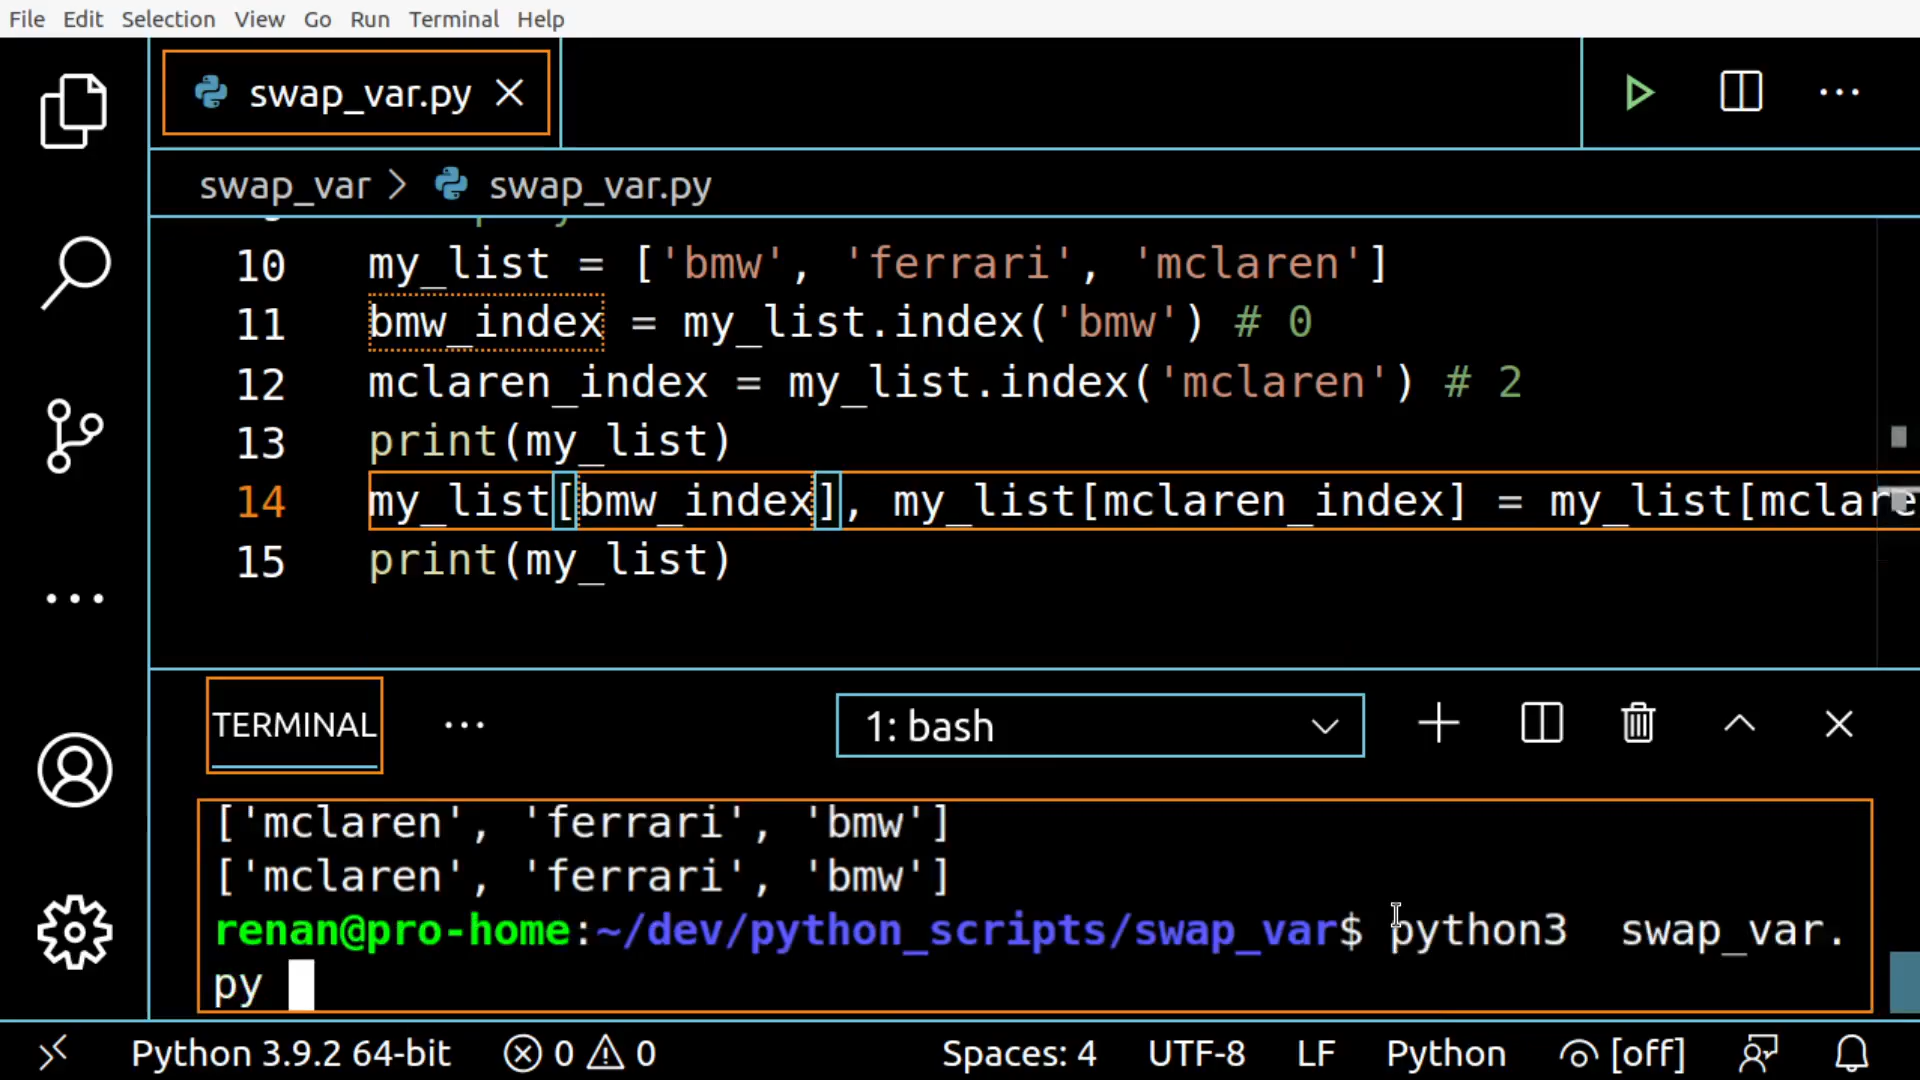 File Edit Selection View Go Run Terminal Help
swap_var.py
swap_var > swap_var.py
10 my_list = ['bmw', 'ferrari', 'mclaren']
11 bmw_index = my_list.index('bmw') # 0
12 mclaren_index = my_list.index('mclaren') # 2
13 print(my_list)
14 my_list[bmw_index], my_list[mclaren_index] = my_list[mclare
15 print(my_list)
TERMINAL 1: bash
['mclaren', 'ferrari', 'bmw']
['mclaren', 'ferrari', 'bmw']
renan@pro-home:~/dev/python_scripts/swap_var$ python3  swap_var.
py
Python 3.9.2 64-bit 0 0 Spaces: 4 UTF-8 LF Python [off]